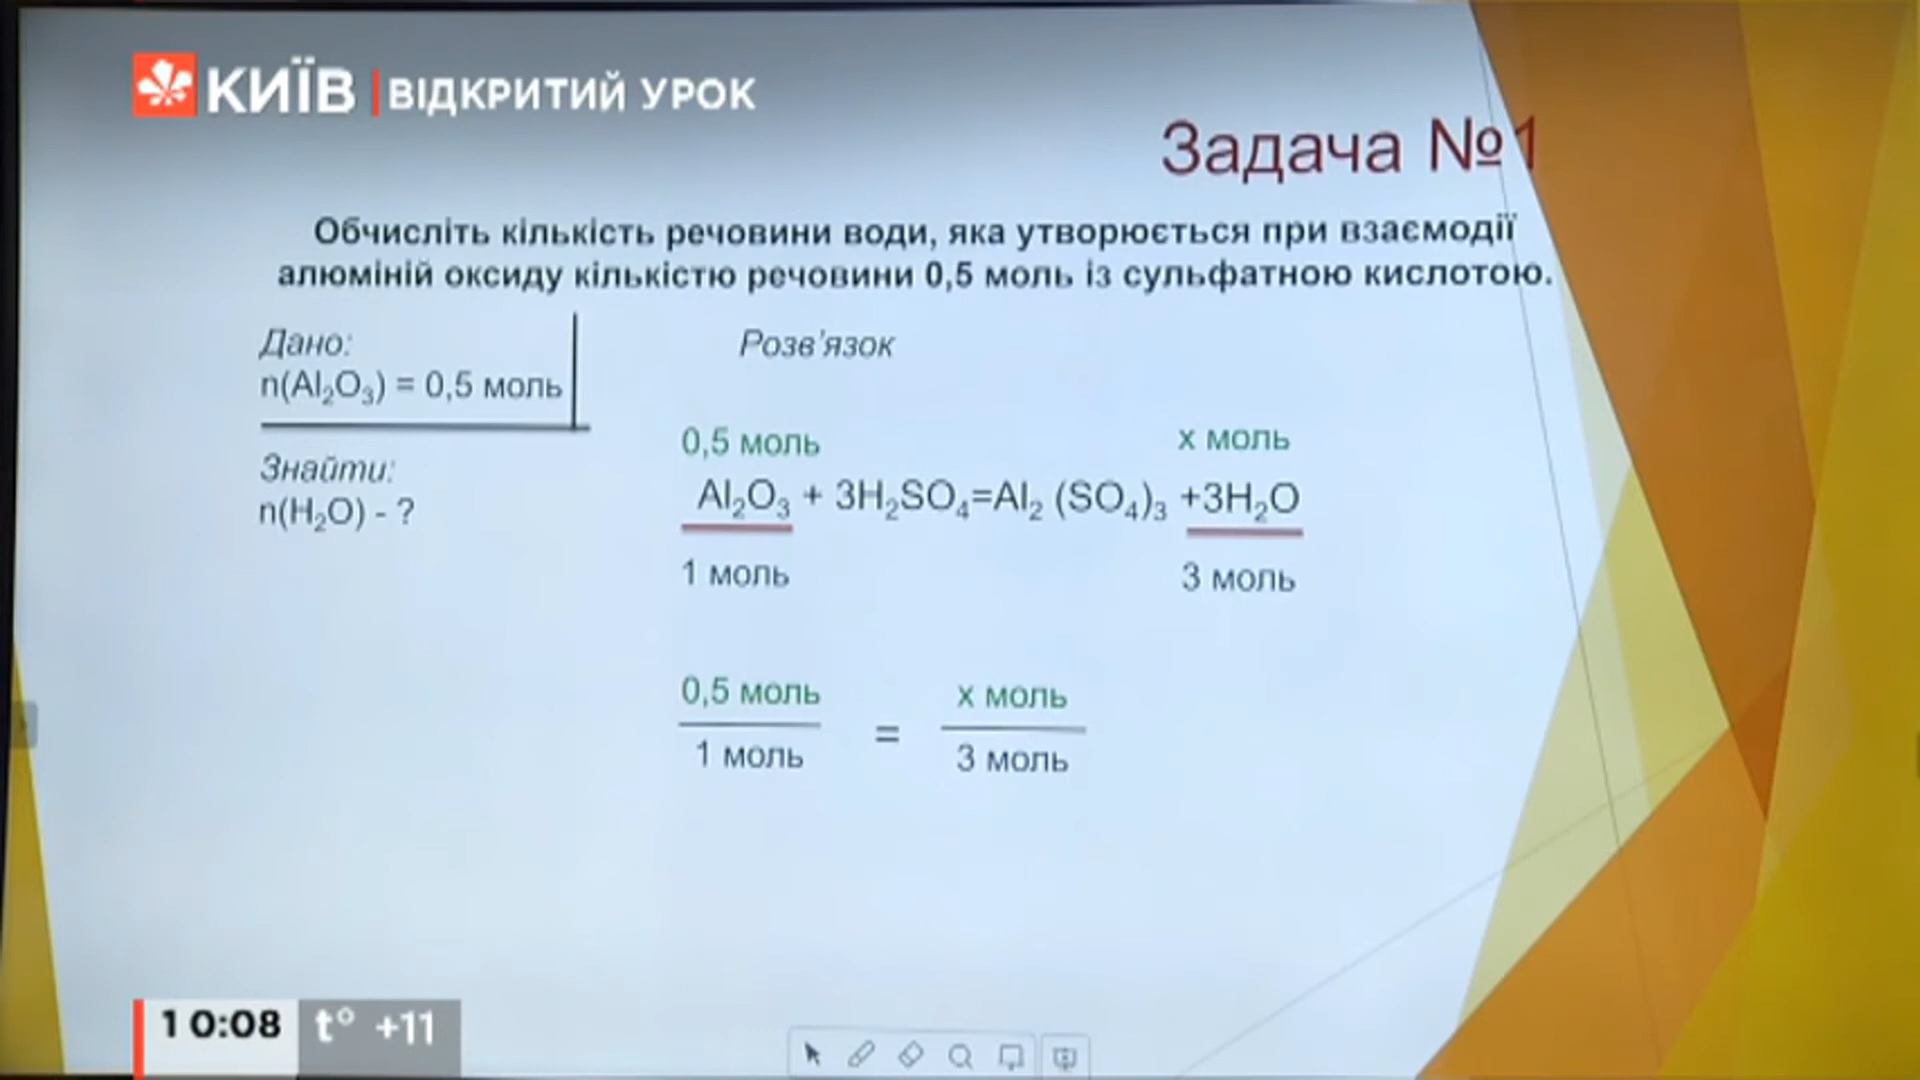 КИЇВ | ВІДКРИТИЙ УРОК
Задача №1
Обчисліть кількість речовини води, яка утворюється при взаємодії
алюміній оксиду кількістю речовини 0,5 моль із сульфатною кислотою.
Дано:
n(Al₂O₃) = 0,5 моль
Знайти:
n(H₂O) - ?
Розв’язок
0,5 моль x моль
Al₂O₃ + 3H₂SO₄=Al₂ (SO₄)₃ +3H₂O
1 моль 3 моль
0,5 моль x моль
=
1 моль 3 моль
10:08 t° +11